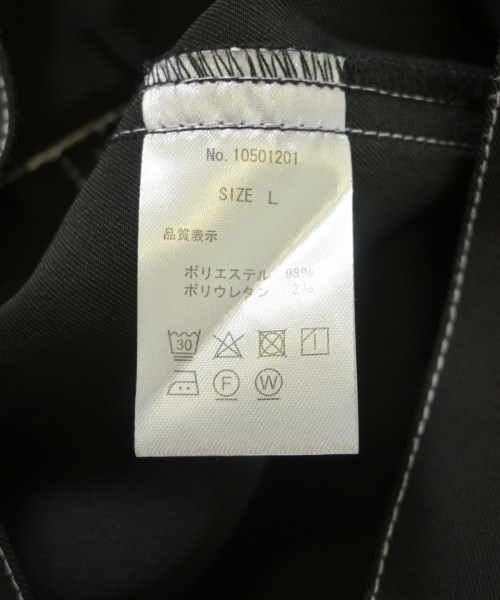 No. 10501201
SIZE L
品質表示
ポリエステル 98%
ポリウレタン 2%
30
F W